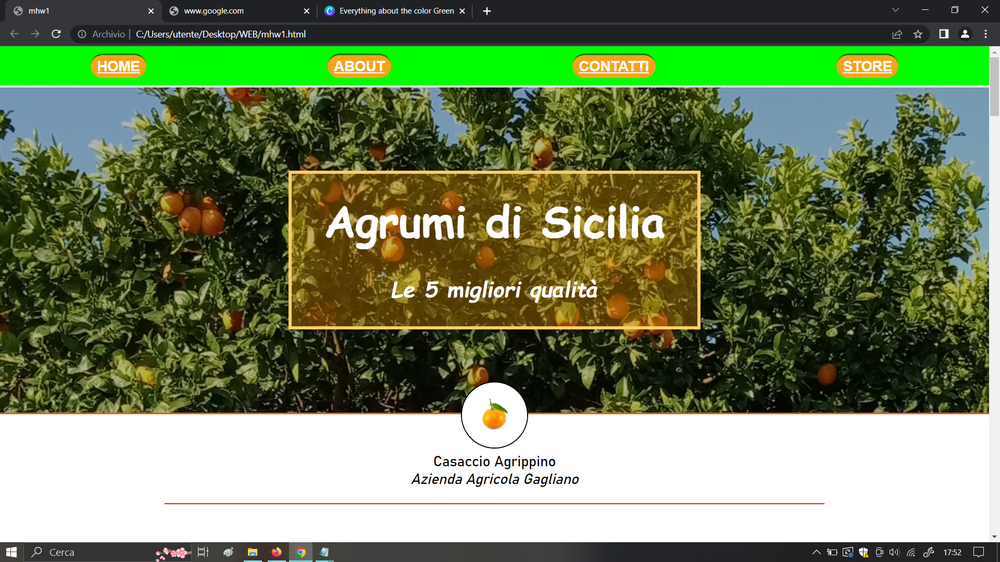 mhw1
www.google.com
Everything about the color Green
Archivio
C:/Users/utente/Desktop/WEB/mhw1.html
HOME
ABOUT
CONTATTI
STORE
Agrumi di Sicilia
Le 5 migliori qualità
Casaccio Agrippino
Azienda Agricola Gagliano
Cerca
17:52